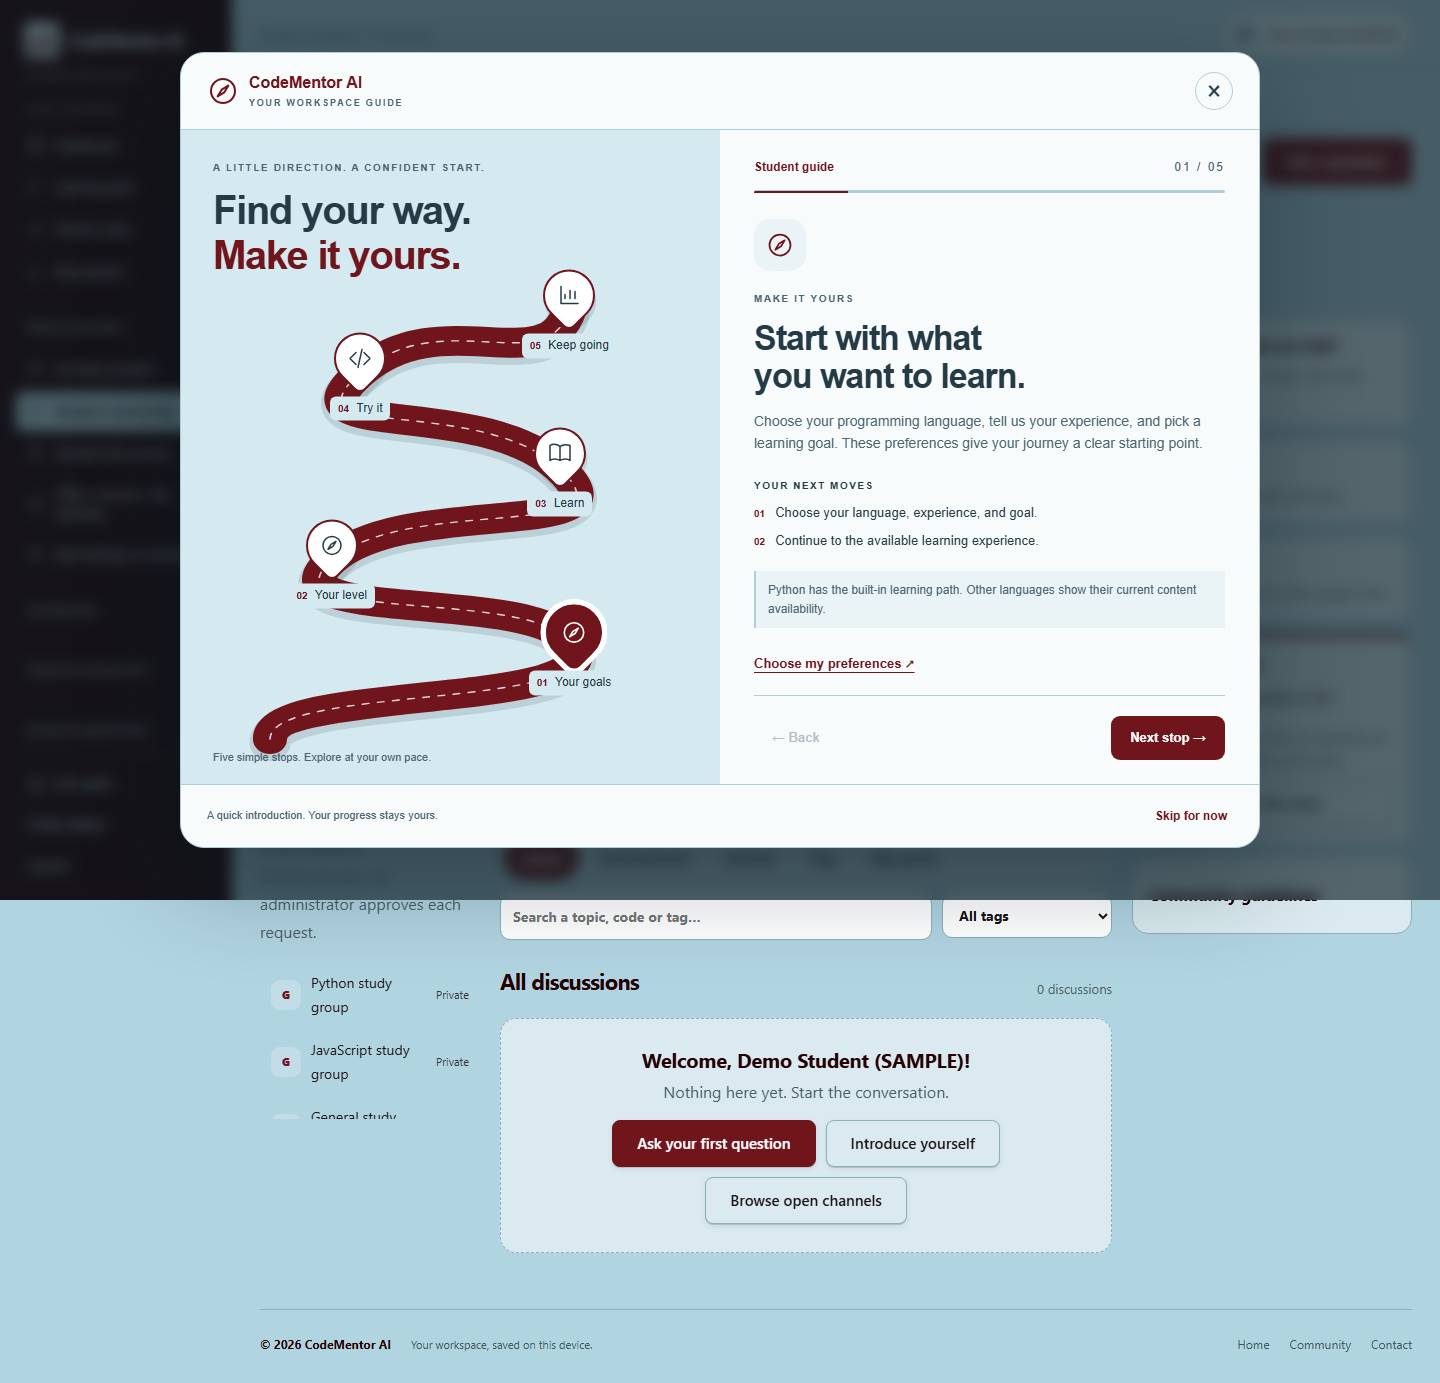 CodeMentor AI
YOUR WORKSPACE GUIDE
A LITTLE DIRECTION. A CONFIDENT START.
Find your way.
Make it yours.
05 Keep going
04 Try it
03 Learn
02 Your level
01 Your goals
Five simple stops. Explore at your own pace.
Student guide
01 / 05
MAKE IT YOURS
Start with what
you want to learn.
Choose your programming language, tell us your experience, and pick a
learning goal. These preferences give your journey a clear starting point.
YOUR NEXT MOVES
01 Choose your language, experience, and goal.
02 Continue to the available learning experience.
Python has the built-in learning path. Other languages show their current content
availability.
Choose my preferences ↗
← Back
Next stop →
A quick introduction. Your progress stays yours.
Skip for now
administrator approves each
request.
G
Python study
group
Private
G
JavaScript study
group
Private
General study
Search a topic, code or tag...
All tags
Community guidelines
All discussions
0 discussions
Welcome, Demo Student (SAMPLE)!
Nothing here yet. Start the conversation.
Ask your first question
Introduce yourself
Browse open channels
© 2026 CodeMentor AI
Your workspace, saved on this device.
Home
Community
Contact